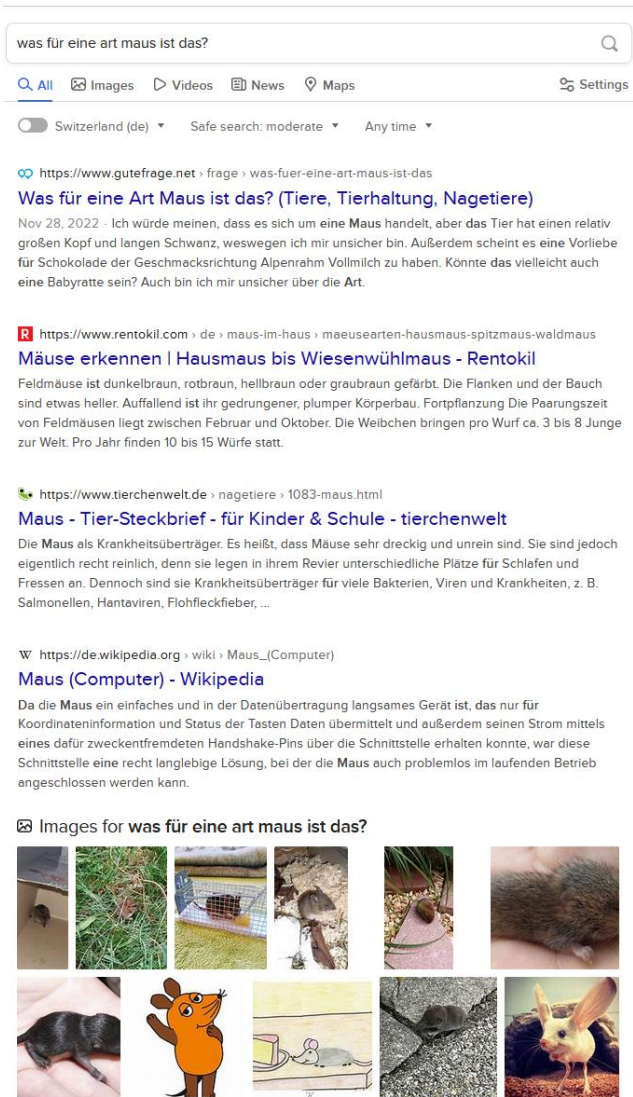 was für eine art maus ist das?
All Images Videos News Maps Settings
Switzerland (de) Safe search: moderate Any time
https://www.gutefrage.net › frage › was-fuer-eine-art-maus-ist-das
Was für eine Art Maus ist das? (Tiere, Tierhaltung, Nagetiere)
Nov 28, 2022 · Ich würde meinen, dass es sich um eine Maus handelt, aber das Tier hat einen relativ
großen Kopf und langen Schwanz, weswegen ich mir unsicher bin. Außerdem scheint es eine Vorliebe
für Schokolade der Geschmacksrichtung Alpenrahm Vollmilch zu haben. Könnte das vielleicht auch
eine Babyratte sein? Auch bin ich mir unsicher über die Art.
R https://www.rentokil.com › de › maus-im-haus › maeusearten-hausmaus-spitzmaus-waldmaus
Mäuse erkennen | Hausmaus bis Wiesenwühlmaus - Rentokil
Feldmäuse ist dunkelbraun, rotbraun, hellbraun oder graubraun gefärbt. Die Flanken und der Bauch
sind etwas heller. Auffallend ist ihr gedrungener, plumper Körperbau. Fortpflanzung Die Paarungszeit
von Feldmäusen liegt zwischen Februar und Oktober. Die Weibchen bringen pro Wurf ca. 3 bis 8 Junge
zur Welt. Pro Jahr finden 10 bis 15 Würfe statt.
https://www.tierchenwelt.de › nagetiere › 1083-maus.html
Maus - Tier-Steckbrief - für Kinder & Schule - tierchenwelt
Die Maus als Krankheitsüberträger. Es heißt, dass Mäuse sehr dreckig und unrein sind. Sie sind jedoch
eigentlich recht reinlich, denn sie legen in ihrem Revier unterschiedliche Plätze für Schlafen und
Fressen an. Dennoch sind sie Krankheitsüberträger für viele Bakterien, Viren und Krankheiten, z. B.
Salmonellen, Hantaviren, Flohfleckfieber, ...
W https://de.wikipedia.org › wiki › Maus_(Computer)
Maus (Computer) - Wikipedia
Da die Maus ein einfaches und in der Datenübertragung langsames Gerät ist, das nur für
Koordinateninformation und Status der Tasten Daten übermittelt und außerdem seinen Strom mittels
eines dafür zweckentfremdeten Handshake-Pins über die Schnittstelle erhalten konnte, war diese
Schnittstelle eine recht langlebige Lösung, bei der die Maus auch problemlos im laufenden Betrieb
angeschlossen werden kann.
Images for was für eine art maus ist das?